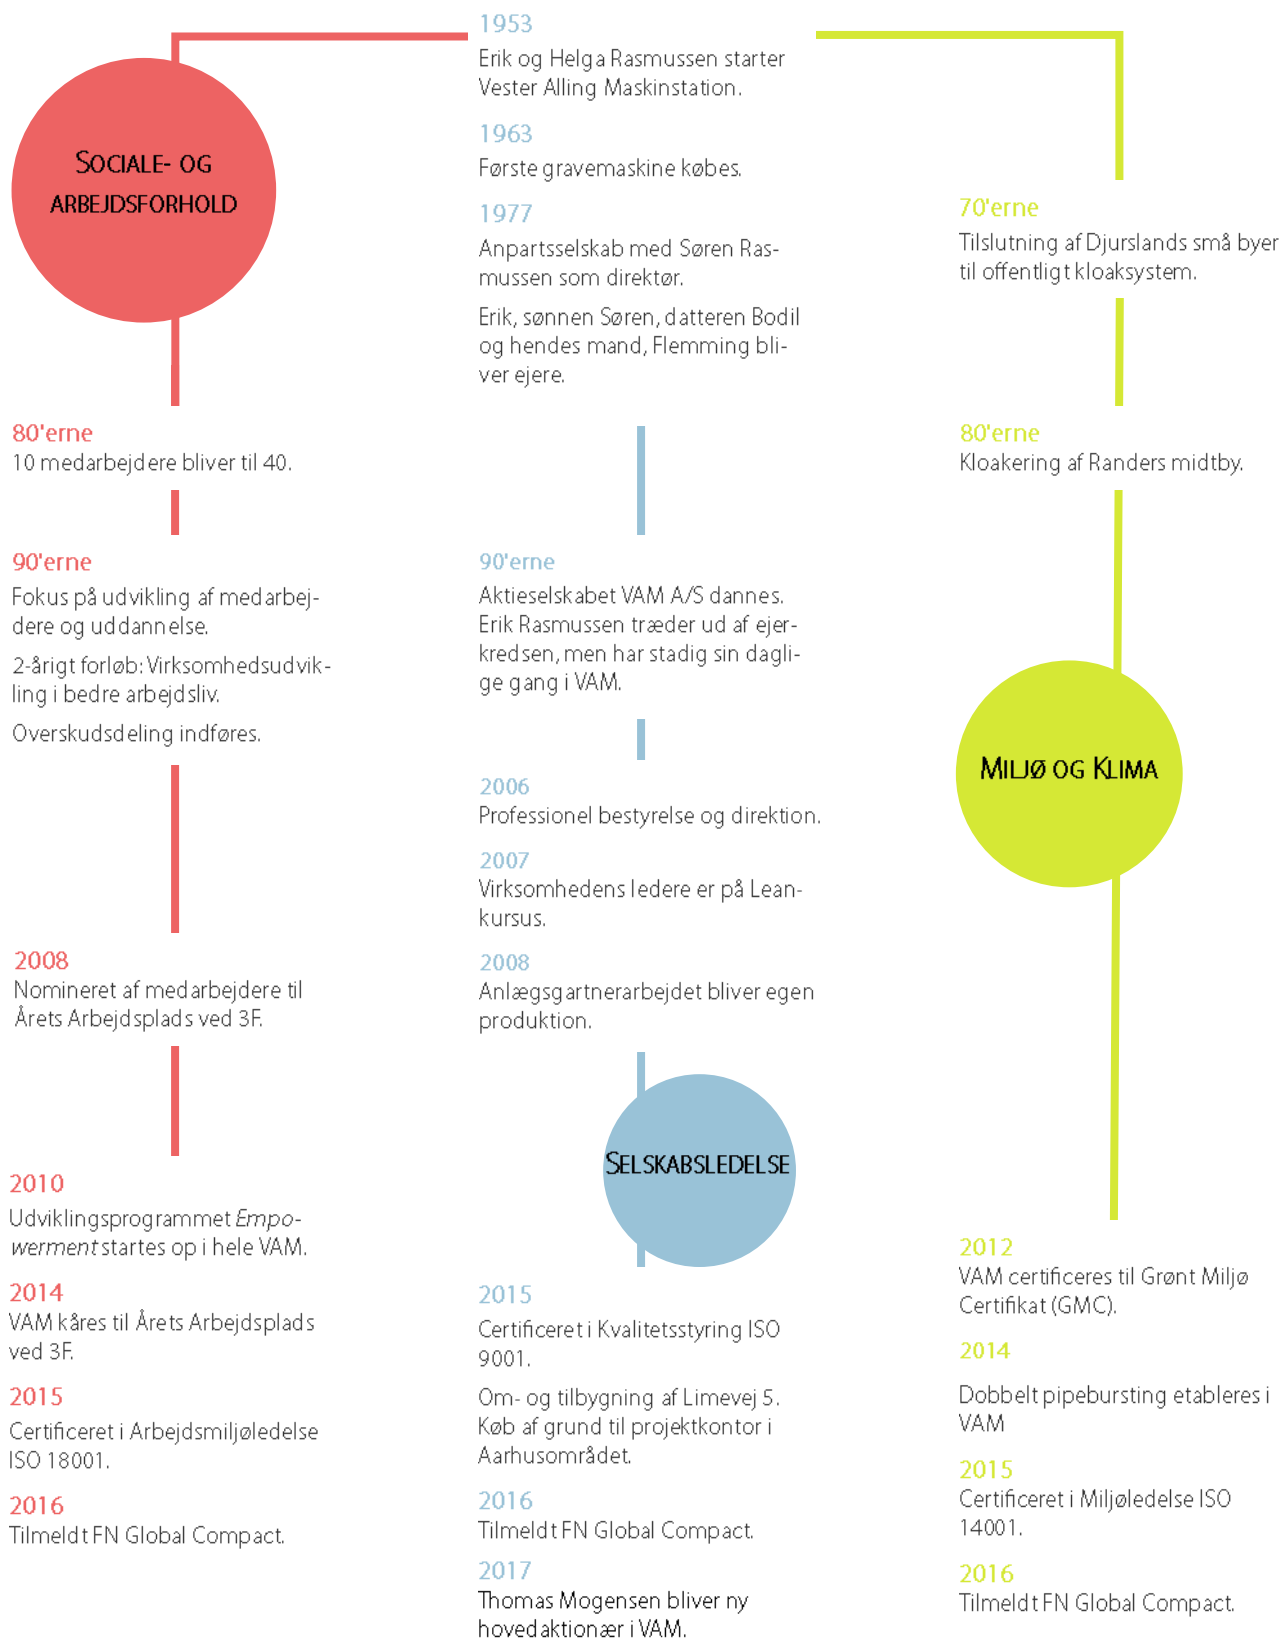 SOCIALE- OG
ARBEJDSFORHOLD
80'erne
10 medarbejdere bliver til 40.
90'erne
Fokus på udvikling af medarbej-
dere og uddannelse.
2-årigt forløb: Virksomhedsudvik-
ling i bedre arbejdsliv.
Overskudsdeling indføres.
2008
Nomineret af medarbejdere til
Årets Arbejdsplads ved 3F.
2010
Udviklingsprogrammet Empo-
werment startes op i hele VAM.
2014
VAM kåres til Årets Arbejdsplads
ved 3F.
2015
Certificeret i Arbejdsmiljøledelse
ISO 18001.
2016
Tilmeldt FN Global Compact.
1953
Erik og Helga Rasmussen starter
Vester Alling Maskinstation.
1963
Første gravemaskine købes.
1977
Anpartsselskab med Søren Ras-
mussen som direktør.
Erik, sønnen Søren, datteren Bodil
og hendes mand, Flemming bli-
ver ejere.
90'erne
Aktieselskabet VAM A/S dannes.
Erik Rasmussen træder ud af ejer-
kredsen, men har stadig sin dagli-
ge gang i VAM.
2006
Professionel bestyrelse og direktion.
2007
Virksomhedens ledere er på Lean-
kursus.
2008
Anlægsgartnerarbejdet bliver egen
produktion.
SELSKABSLEDELSE
2015
Certificeret i Kvalitetsstyring ISO
9001.
Om- og tilbygning af Limevej 5.
Køb af grund til projektkontor i
Aarhusområdet.
2016
Tilmeldt FN Global Compact.
2017
Thomas Mogensen bliver ny
hovedaktionær i VAM.
70'erne
Tilslutning af Djurslands små byer
til offentligt kloaksystem.
80'erne
Kloakering af Randers midtby.
MILJØ OG KLIMA
2012
VAM certificeres til Grønt Miljø
Certifikat (GMC).
2014
Dobbelt pipebursting etableres i
VAM
2015
Certificeret i Miljøledelse ISO
14001.
2016
Tilmeldt FN Global Compact.